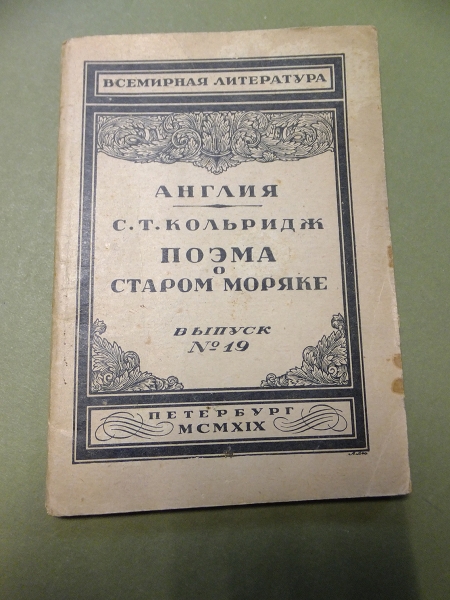 ВСЕМИРНАЯ ЛИТЕРАТУРА
АНГЛИЯ
С.Т. КОЛЬРИДЖ
ПОЭМА
О
СТАРОМ МОРЯКЕ
ВЫПУСК
№ 19
ПЕТЕРБУРГ
MCMXIX